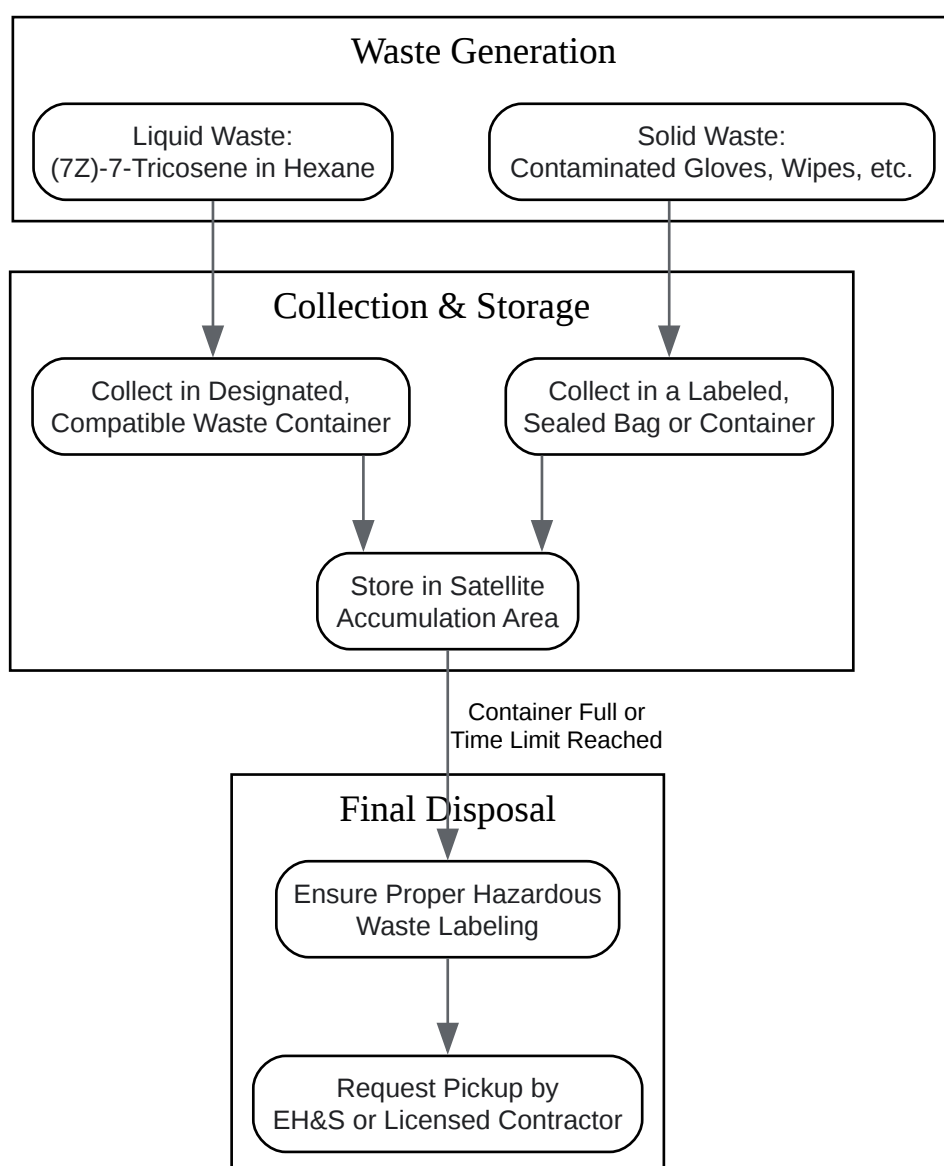 Waste Generation
Liquid Waste:
(7Z)-7-Tricosene in Hexane
Solid Waste:
Contaminated Gloves, Wipes, etc.
Collection & Storage
Collect in Designated,
Compatible Waste Container
Collect in a Labeled,
Sealed Bag or Container
Store in Satellite
Accumulation Area
Container Full or
Time Limit Reached
Final Disposal
Ensure Proper Hazardous
Waste Labeling
Request Pickup by
EH&S or Licensed Contractor